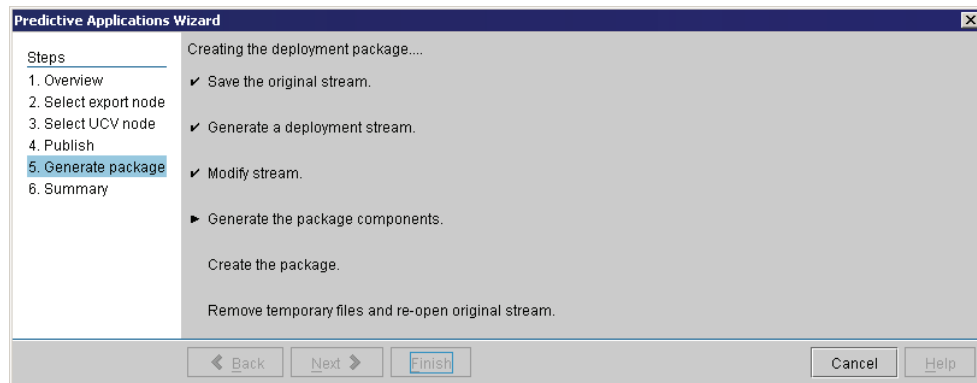 Predictive Applications Wizard
Steps
1. Overview
2. Select export node
3. Select UCV node
4. Publish
5. Generate package
6. Summary
Creating the deployment package....
✔ Save the original stream.
✔ Generate a deployment stream.
✔ Modify stream.
► Generate the package components.
Create the package.
Remove temporary files and re-open original stream.
Back Next Finish Cancel Help